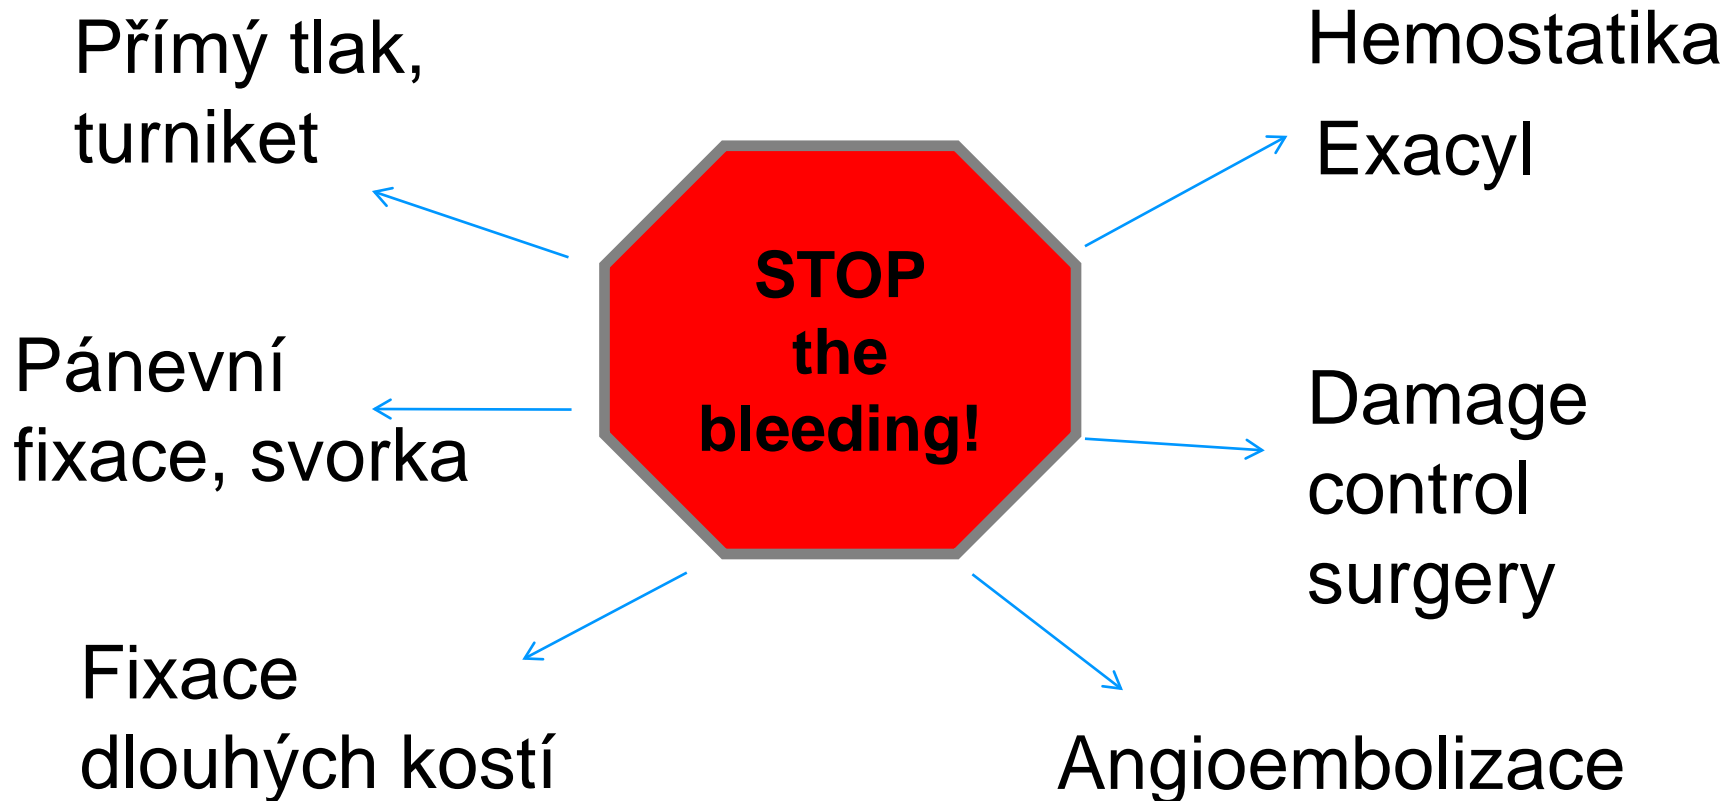 Přímý tlak,
turniket
Hemostatika
Exacyl
STOP
the
bleeding!
Pánevní
fixace, svorka
Damage
control
surgery
Fixace
dlouhých kostí
Angioembolizace